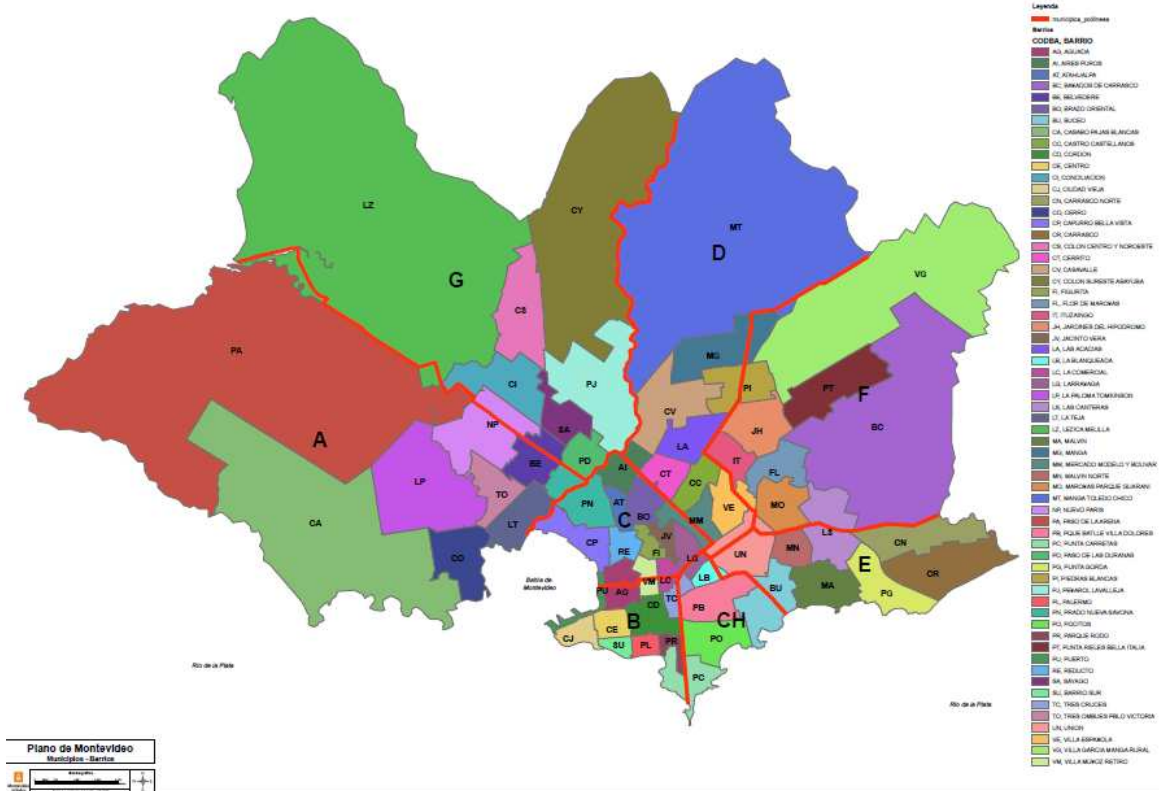 LZ
CY
MT
D
VG
G
CS
PA
MG
PJ
CI
PI
PT
F
CV
NP
SA
JH
BC
A
LA
BE
PD
IT
AI
CT
FL
LP
CC
TO
PN
AT
VE
MO
CA
LT
C
BO
MM
JV
LS
CN
CP
RE
FI
LG
UN
MN
E
CO
Bahía de
Montevideo
VM
LC
LB
CR
PU
AG
TC
BU
MA
PG
CD
PB
B
CH
CJ
CE
SU
PL
PR
PO
PC
Río de la Plata
Río de la Plata
Plano de Montevideo
Municipios - Barrios
Leyenda
municipios_polilineas
Barrios
CODBA, BARRIO
AG, AGUADA
AI, AIRES PUROS
AT, ATAHUALPA
BC, BAÑADOS DE CARRASCO
BE, BELVEDERE
BO, BRAZO ORIENTAL
BU, BUCEO
CA, CASABO PAJAS BLANCAS
CC, CASTRO CASTELLANOS
CD, CORDON
CE, CENTRO
CI, CONCILIACION
CJ, CIUDAD VIEJA
CN, CARRASCO NORTE
CO, CERRO
CP, CAPURRO BELLA VISTA
CR, CARRASCO
CS, COLON CENTRO Y NOROESTE
CT, CERRITO
CV, CASAVALLE
CY, COLON SURESTE ABAYUBA
FI, FIGURITA
FL, FLOR DE MAROÑAS
IT, ITUZAINGO
JH, JARDINES DEL HIPODROMO
JV, JACINTO VERA
LA, LAS ACACIAS
LB, LA BLANQUEADA
LC, LA COMERCIAL
LG, LARRAÑAGA
LP, LA PALOMA TOMKINSON
LS, LAS CANTERAS
LT, LA TEJA
LZ, LEZICA MELILLA
MA, MALVIN
MG, MANGA
MM, MERCADO MODELO Y BOLIVAR
MN, MALVIN NORTE
MO, MAROÑAS PARQUE GUARANI
MT, MANGA TOLEDO CHICO
NP, NUEVO PARIS
PA, PASO DE LA ARENA
PB, PQUE BATLLE VILLA DOLORES
PC, PUNTA CARRETAS
PD, PASO DE LAS DURANAS
PG, PUNTA GORDA
PI, PIEDRAS BLANCAS
PJ, PEÑAROL LAVALLEJA
PL, PALERMO
PN, PRADO NUEVA SAVONA
PO, POCITOS
PR, PARQUE RODO
PT, PUNTA RIELES BELLA ITALIA
PU, PUERTO
RE, REDUCTO
SA, SAYAGO
SU, BARRIO SUR
TC, TRES CRUCES
TO, TRES OMBUES PBLO VICTORIA
UN, UNION
VE, VILLA ESPAÑOLA
VG, VILLA GARCIA MANGA RURAL
VM, VILLA MUÑOZ RETIRO